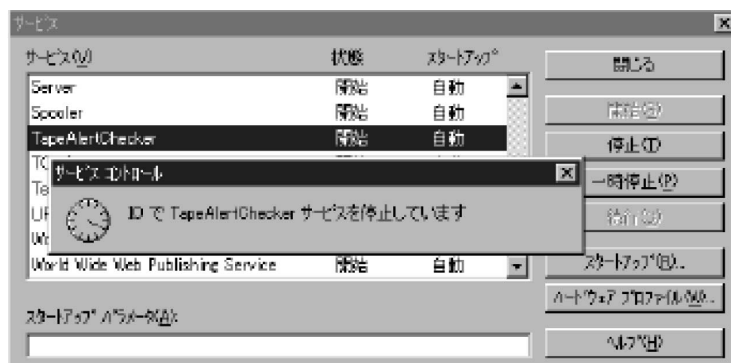 サービス
サービス(V) 状態 スタートアップ
Server 開始 自動
Spooler 開始 自動
TapeAlertChecker 開始 自動
サービス コントロール
で TapeAlertChecker サービスを停止しています
World Wide Web Publishing Service 開始 自動
スタートアップ パラメータ(A):
閉じる
開始(S)
停止(T)
一時停止(P)
続行(C)
スタートアップ(R)...
ハードウェア プロファイル(W)...
ヘルプ(H)